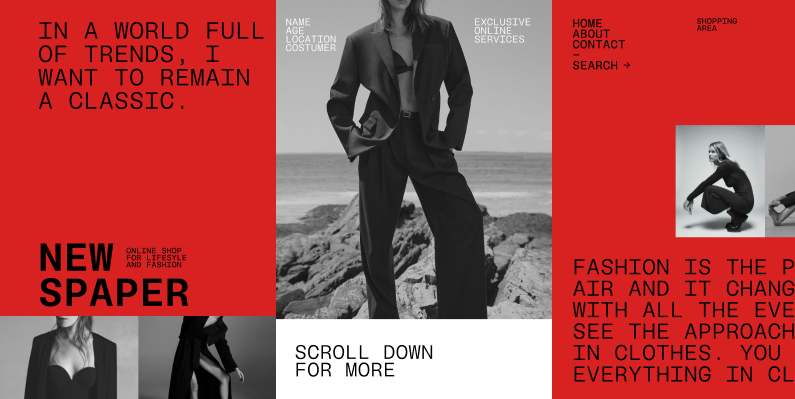 IN A WORLD FULL
OF TRENDS, I
WANT TO REMAIN
A CLASSIC.
NEW
SPAPER
ONLINE SHOP
FOR LIFESYLE
AND FASHION
NAME
AGE
LOCATION
COSTUMER
EXCLUSIVE
ONLINE
SERVICES
SCROLL DOWN
FOR MORE
HOME
ABOUT
CONTACT
–
SEARCH →
SHOPPING
AREA
FASHION IS THE P
AIR AND IT CHANG
WITH ALL THE EVE
SEE THE APPROACH
IN CLOTHES. YOU
EVERYTHING IN CL